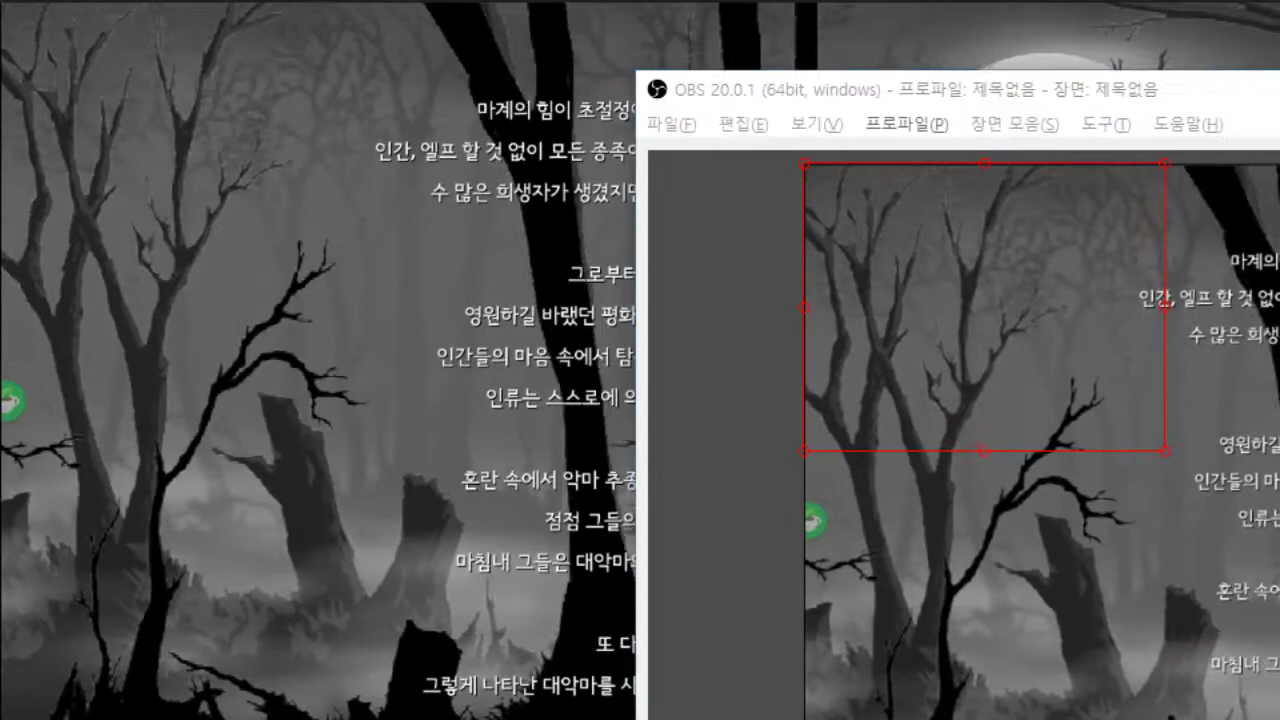 마계의 힘이 초절정
인간, 엘프 할 것 없이 모든 종족
수 많은 희생자가 생겼지만
그로부터
영원하길 바랬던 평화
인간들의 마음 속에서 탐
인류는 스스로에 의
혼란 속에서 악마 추종
점점 그들의
마침내 그들은 대악마
또 다
그렇게 나타난 대악마를 시
OBS 20.0.1 (64bit, windows) - 프로파일: 제목없음 - 장면: 제목없음
파일(F) 편집(E) 보기(V) 프로파일(P) 장면 모음(S) 도구(T) 도움말(H)
마계의
인간, 엘프 할 것 없이
수 많은 희생
영원하길
인간들의 마
인류는
혼란 속에
마침내 그